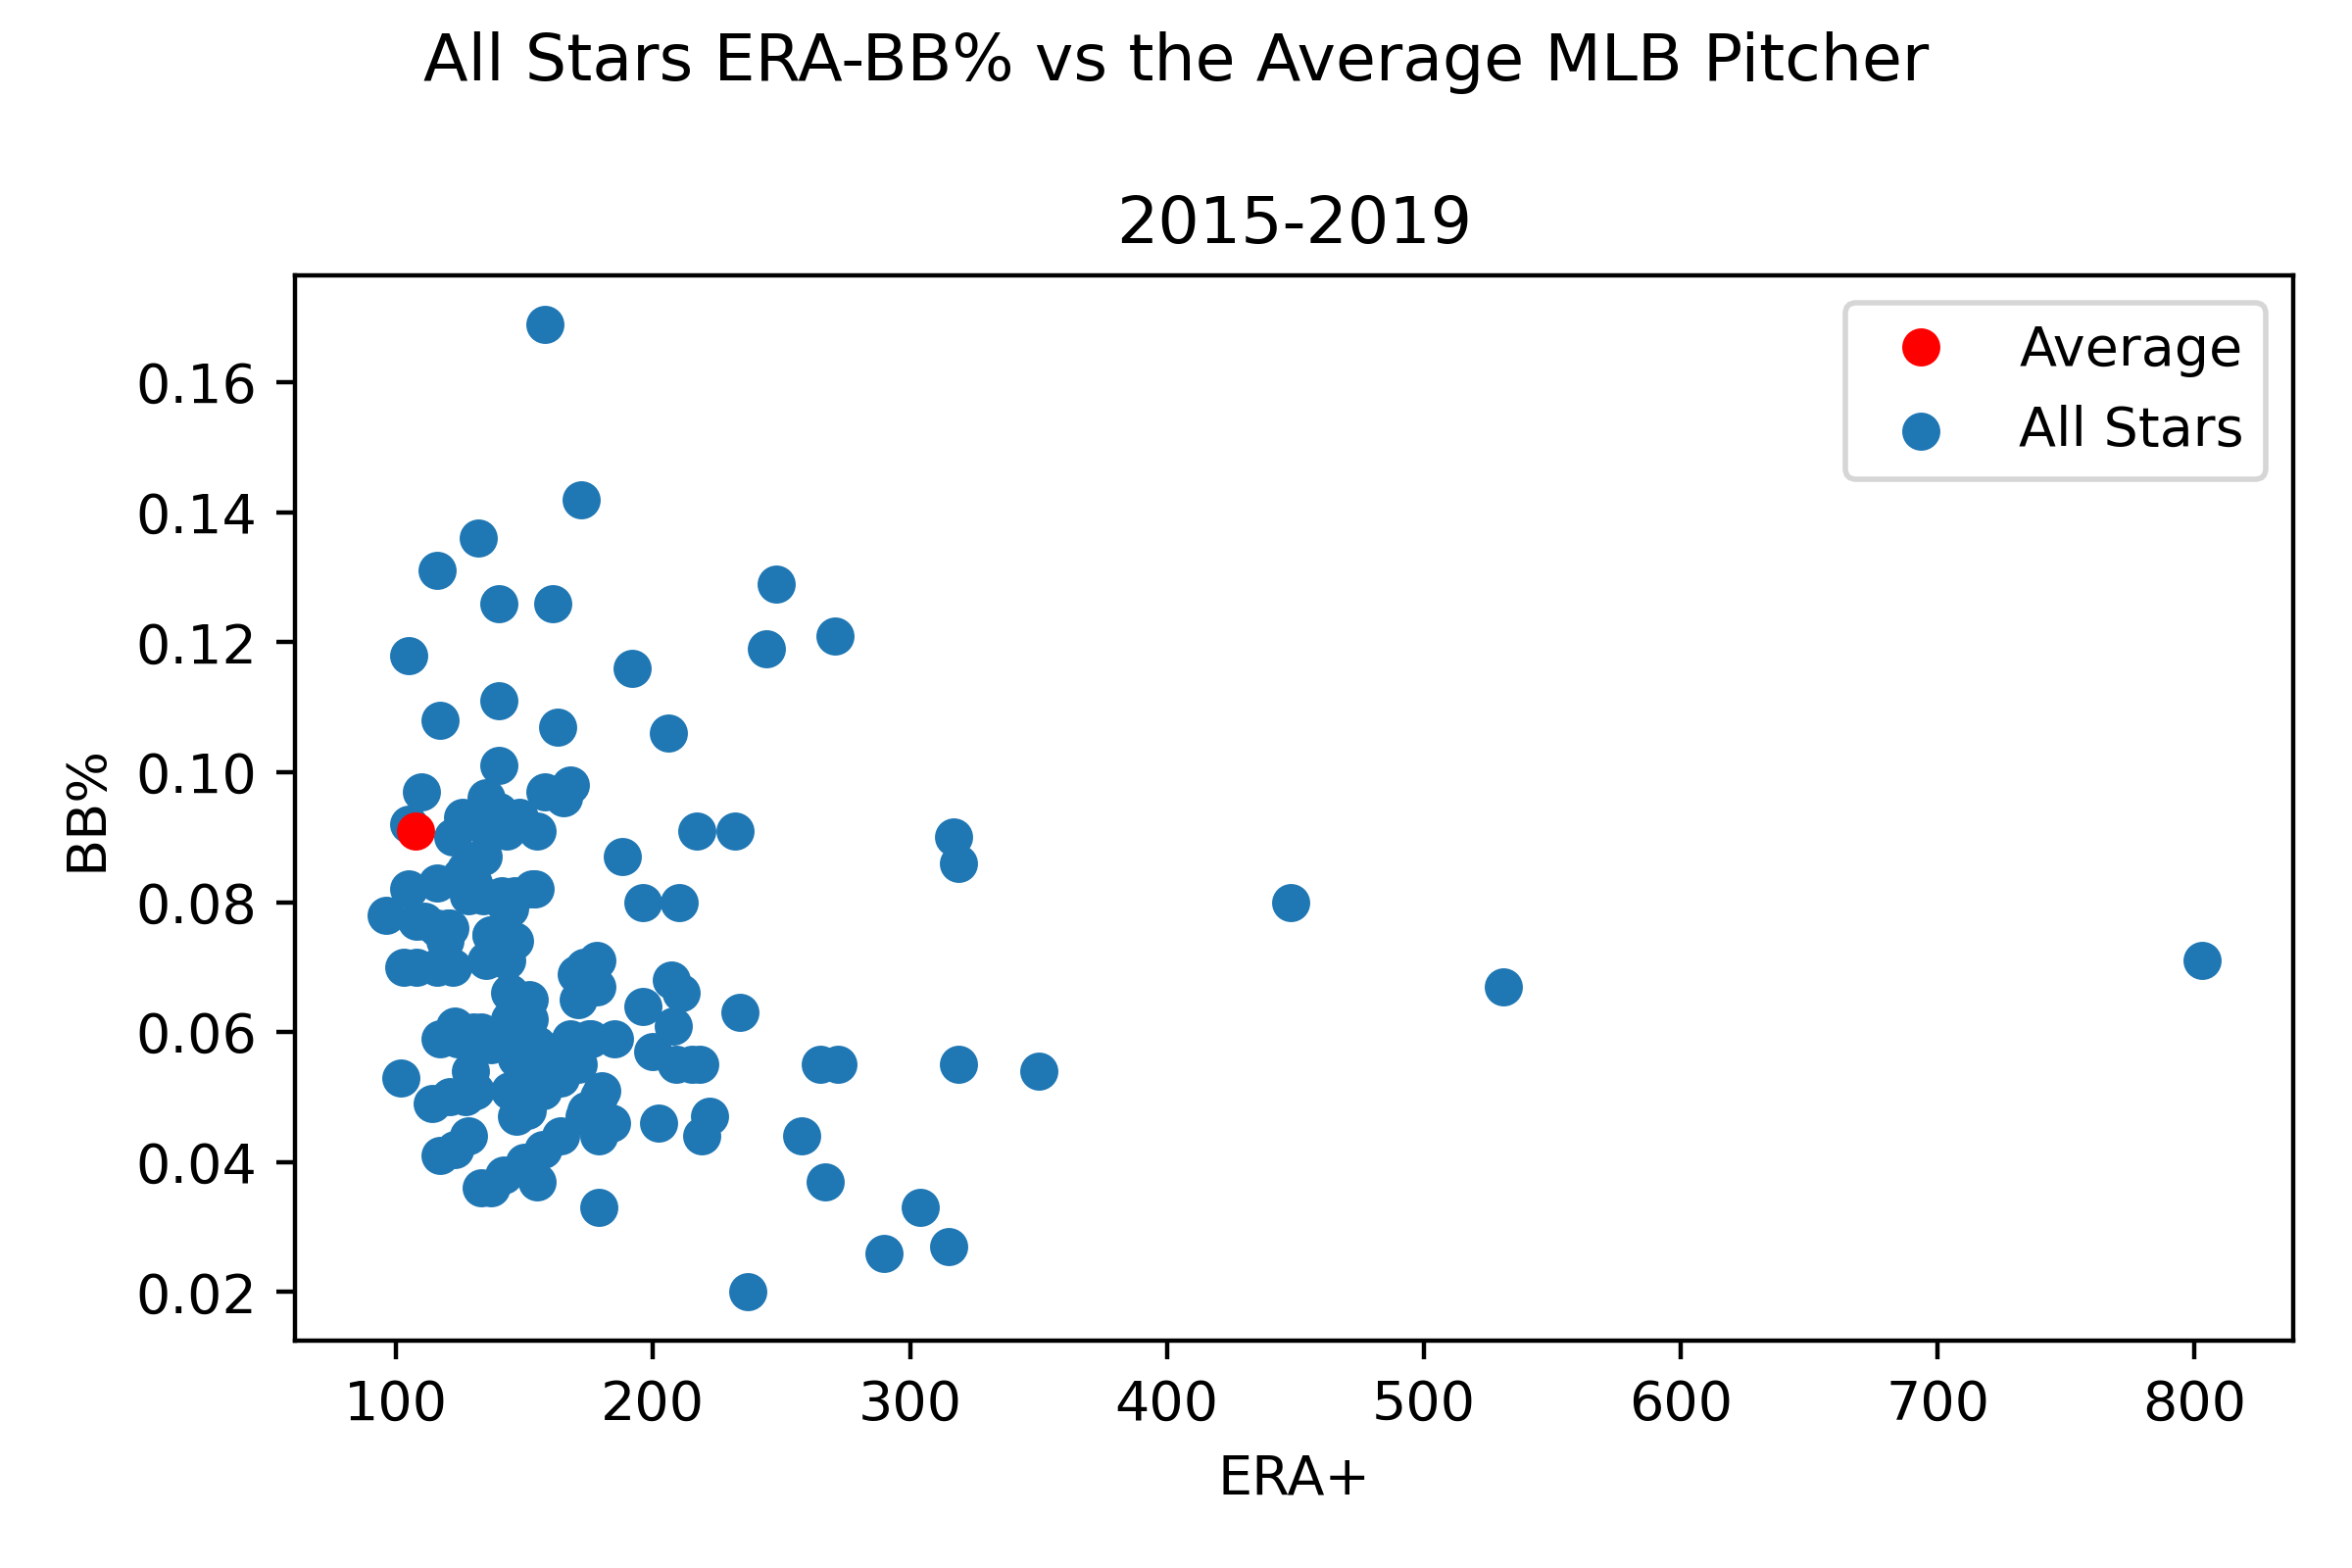 All Stars ERA-BB% vs the Average MLB Pitcher
2015-2019
Average
All Stars
0.16
0.14
0.12
0.10
0.08
0.06
0.04
0.02
BB%
100 200 300 400 500 600 700 800
ERA+